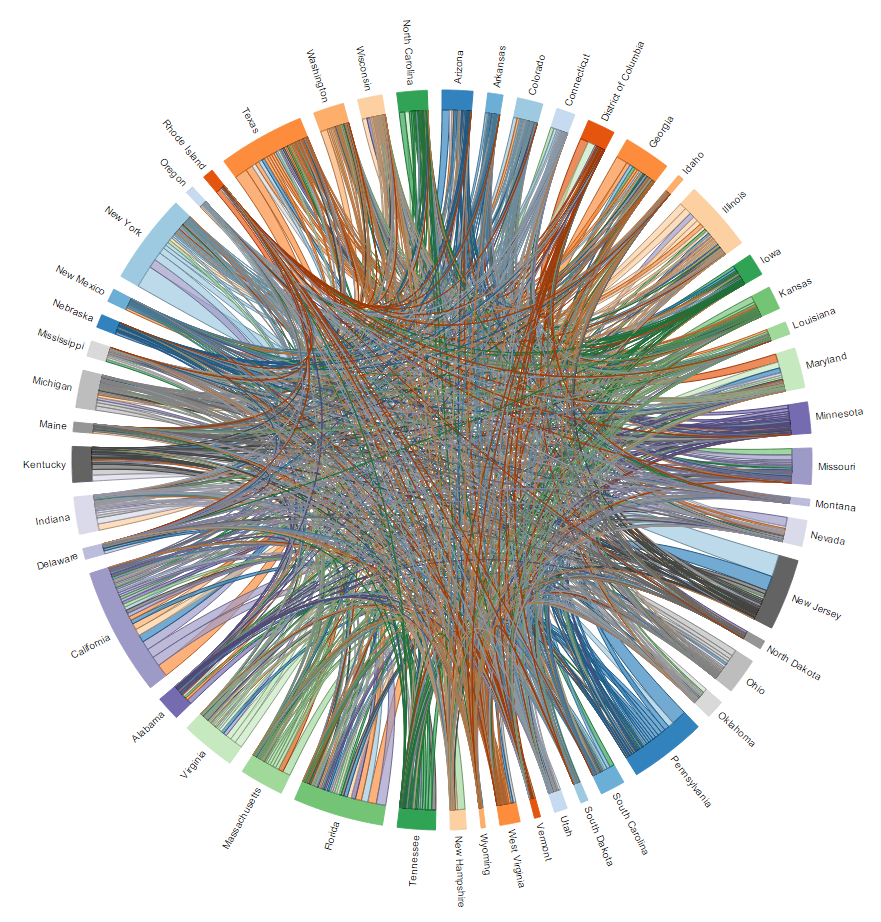 North Carolina
Arizona
Arkansas
Colorado
Connecticut
District of Columbia
Georgia
Idaho
Illinois
Iowa
Kansas
Louisiana
Maryland
Minnesota
Missouri
Montana
Nevada
New Jersey
North Dakota
Ohio
Oklahoma
Pennsylvania
South Carolina
South Dakota
Utah
Vermont
West Virginia
Wyoming
New Hampshire
Tennessee
Florida
Massachusetts
Virginia
Alabama
California
Delaware
Indiana
Kentucky
Maine
Michigan
Mississippi
Nebraska
New Mexico
New York
Oregon
Rhode Island
Texas
Washington
Wisconsin